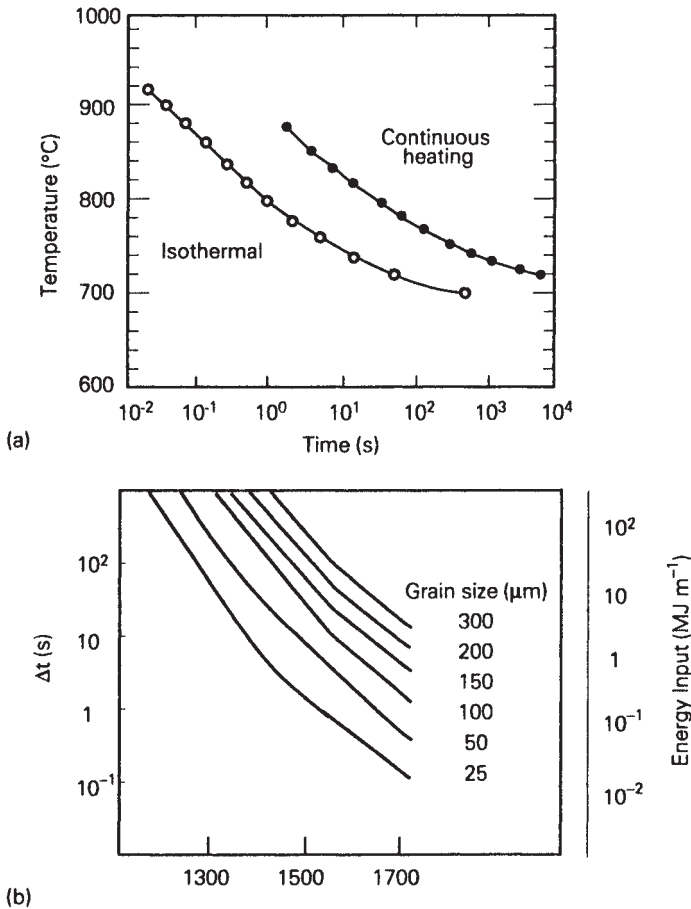 1000
900
800
700
600
Temperature (°C)
Continuous
heating
Isothermal
10⁻² 10⁻¹ 10⁰ 10¹ 10² 10³ 10⁴
Time (s)
(a)
10²
10
1
10⁻¹
Δt (s)
Grain size (μm)
300
200
150
100
50
25
10²
10
1
10⁻¹
10⁻²
Energy Input (MJ m⁻¹)
1300 1500 1700
(b)